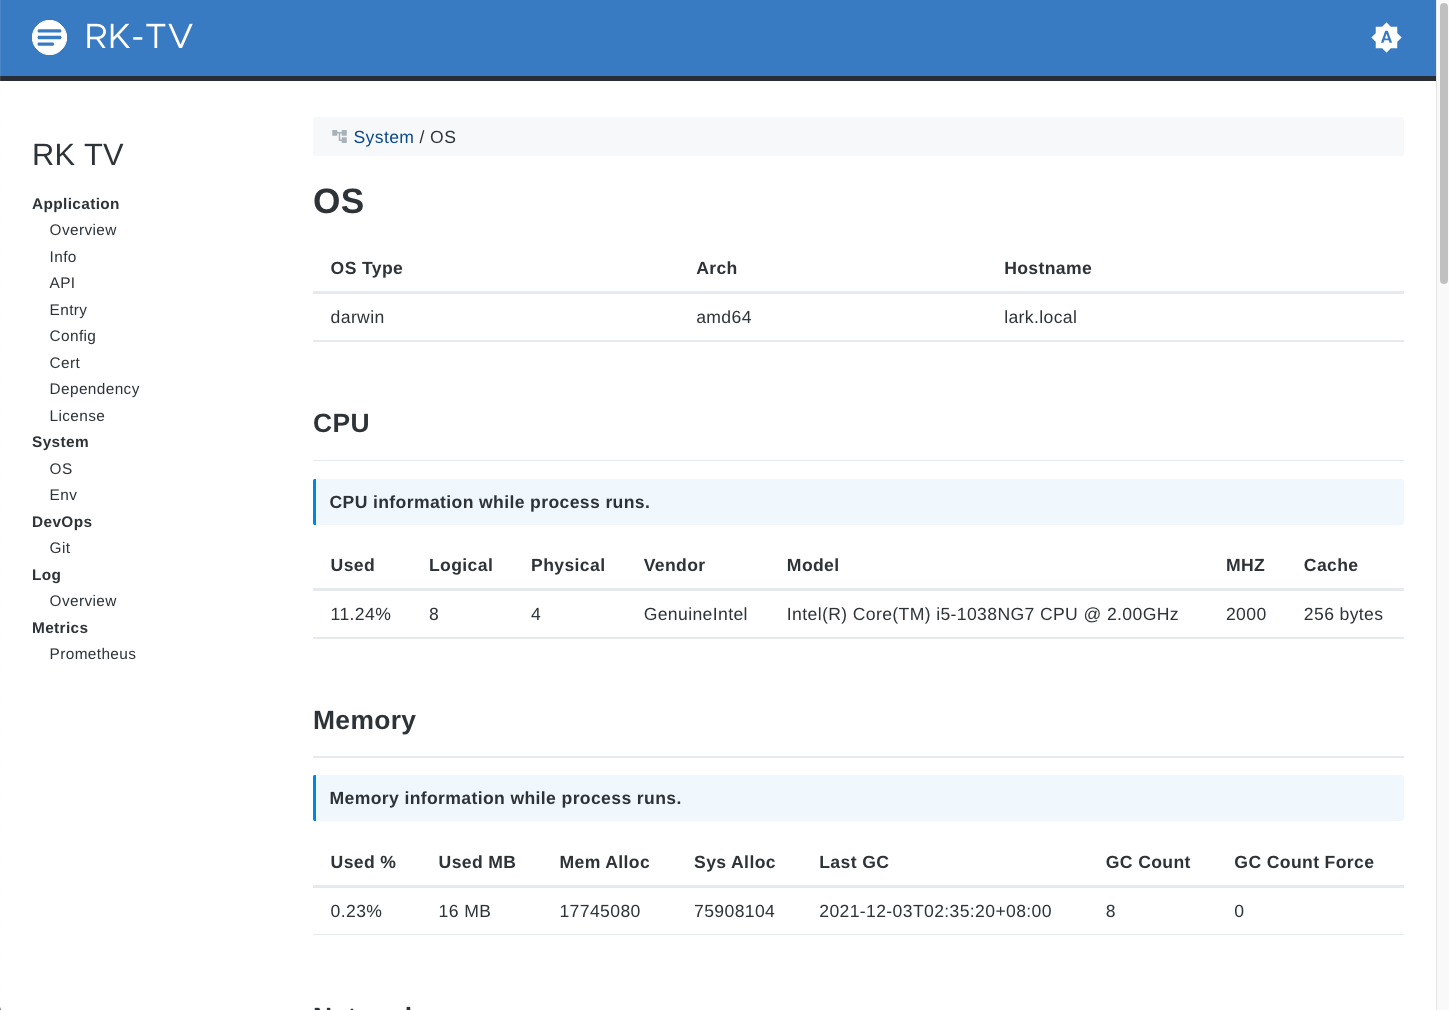 RK-TV
A
RK TV
Application
Overview
Info
API
Entry
Config
Cert
Dependency
License
System
OS
Env
DevOps
Git
Log
Overview
Metrics
Prometheus
System / OS
OS
OS Type Arch Hostname
darwin amd64 lark.local
CPU
CPU information while process runs.
Used Logical Physical Vendor Model MHZ Cache
11.24% 8 4 GenuineIntel Intel(R) Core(TM) i5-1038NG7 CPU @ 2.00GHz 2000 256 bytes
Memory
Memory information while process runs.
Used % Used MB Mem Alloc Sys Alloc Last GC GC Count GC Count Force
0.23% 16 MB 17745080 75908104 2021-12-03T02:35:20+08:00 8 0